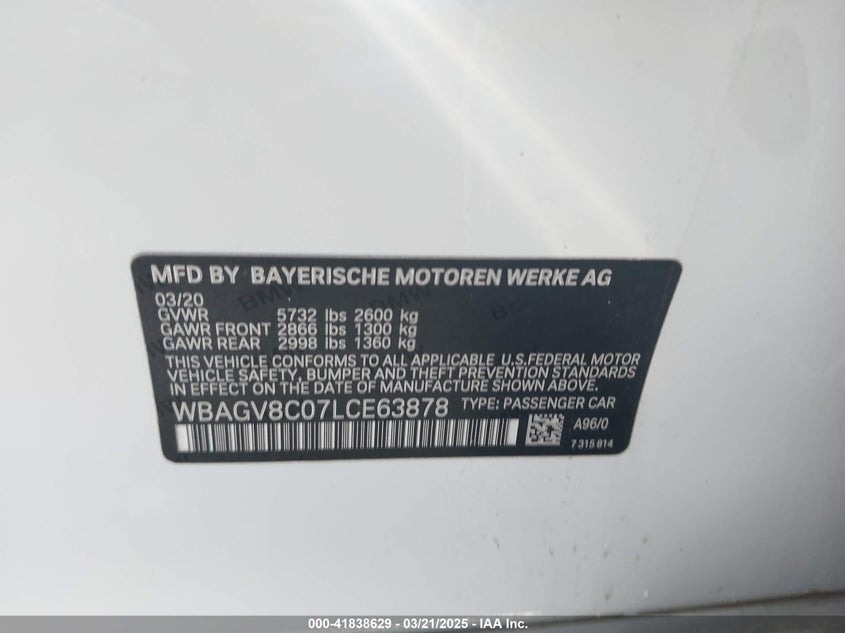 MFD BY BAYERISCHE MOTOREN WERKE AG
03/20
GVWR 5732 lbs 2600 kg
GAWR FRONT 2866 lbs 1300 kg
GAWR REAR 2998 lbs 1360 kg
THIS VEHICLE CONFORMS TO ALL APPLICABLE U.S.FEDERAL MOTOR
VEHICLE SAFETY, BUMPER AND THEFT PREVENTION STANDARDS
IN EFFECT ON THE DATE OF MANUFACTURE SHOWN ABOVE.
WBAGV8C07LCE63878 TYPE: PASSENGER CAR
A96/0
7 315 814
000-41838629 - 03/21/2025 - IAA Inc.